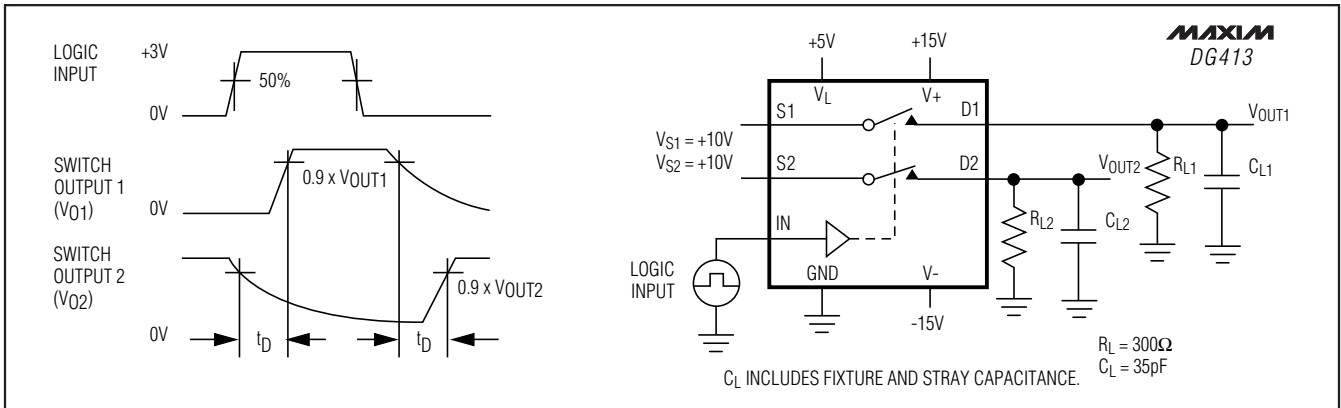 LOGIC
INPUT
+3V
50%
0V
SWITCH
OUTPUT 1
(VO1)
0.9 x VOUT1
0V
SWITCH
OUTPUT 2
(VO2)
0.9 x VOUT2
0V
tD
tD
MAXIM
DG413
+5V
+15V
VL
V+
S1
D1
VOUT1
VS1 = +10V
VS2 = +10V
S2
D2
VOUT2
RL1
CL1
RL2
CL2
IN
LOGIC
INPUT
GND
V-
-15V
RL = 300Ω
CL = 35pF
CL INCLUDES FIXTURE AND STRAY CAPACITANCE.